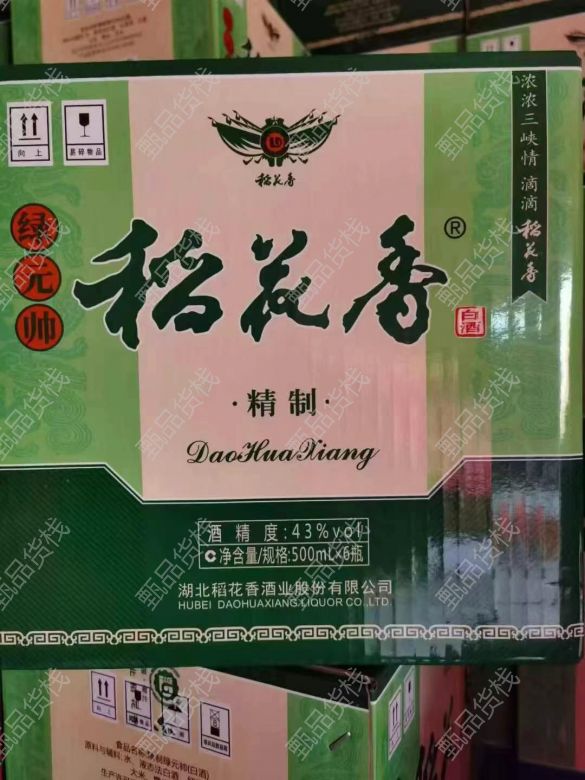 向上
易碎物品
稻花香
浓浓三峡情 滴滴稻花香
绿元帅
稻花香®
白酒
·精制·
DaoHuaXiang
酒精度:43%vol
C净含量/规格:500mL×6瓶
湖北稻花香酒业股份有限公司
HUBEI DAOHUAXIANG LIQUOR CO.,LTD.
甄品货栈